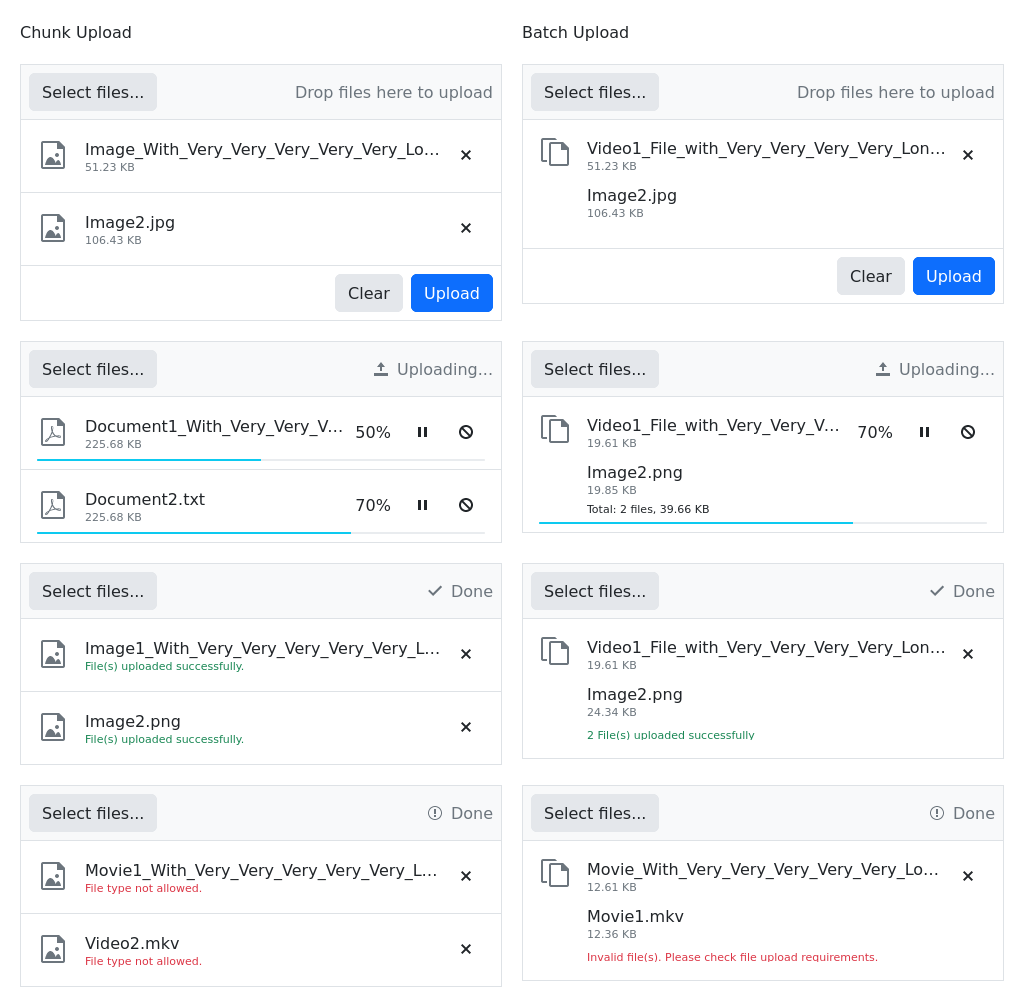 Chunk Upload
Select files...
Drop files here to upload
Image_With_Very_Very_Very_Very_Very_Lo...
51.23 KB
Image2.jpg
106.43 KB
Clear
Upload
Select files...
Uploading...
Document1_With_Very_Very_V...
50%
225.68 KB
Document2.txt
70%
225.68 KB
Select files...
Done
Image1_With_Very_Very_Very_Very_Very_L...
File(s) uploaded successfully.
Image2.png
File(s) uploaded successfully.
Select files...
Done
Movie1_With_Very_Very_Very_Very_Very_L...
File type not allowed.
Video2.mkv
File type not allowed.
Batch Upload
Select files...
Drop files here to upload
Video1_File_with_Very_Very_Very_Very_Lon...
51.23 KB
Image2.jpg
106.43 KB
Clear
Upload
Select files...
Uploading...
Video1_File_with_Very_Very_V...
70%
19.61 KB
Image2.png
19.85 KB
Total: 2 files, 39.66 KB
Select files...
Done
Video1_File_with_Very_Very_Very_Very_Lon...
19.61 KB
Image2.png
24.34 KB
2 File(s) uploaded successfully
Select files...
Done
Movie_With_Very_Very_Very_Very_Very_Lo...
12.61 KB
Movie1.mkv
12.36 KB
Invalid file(s). Please check file upload requirements.